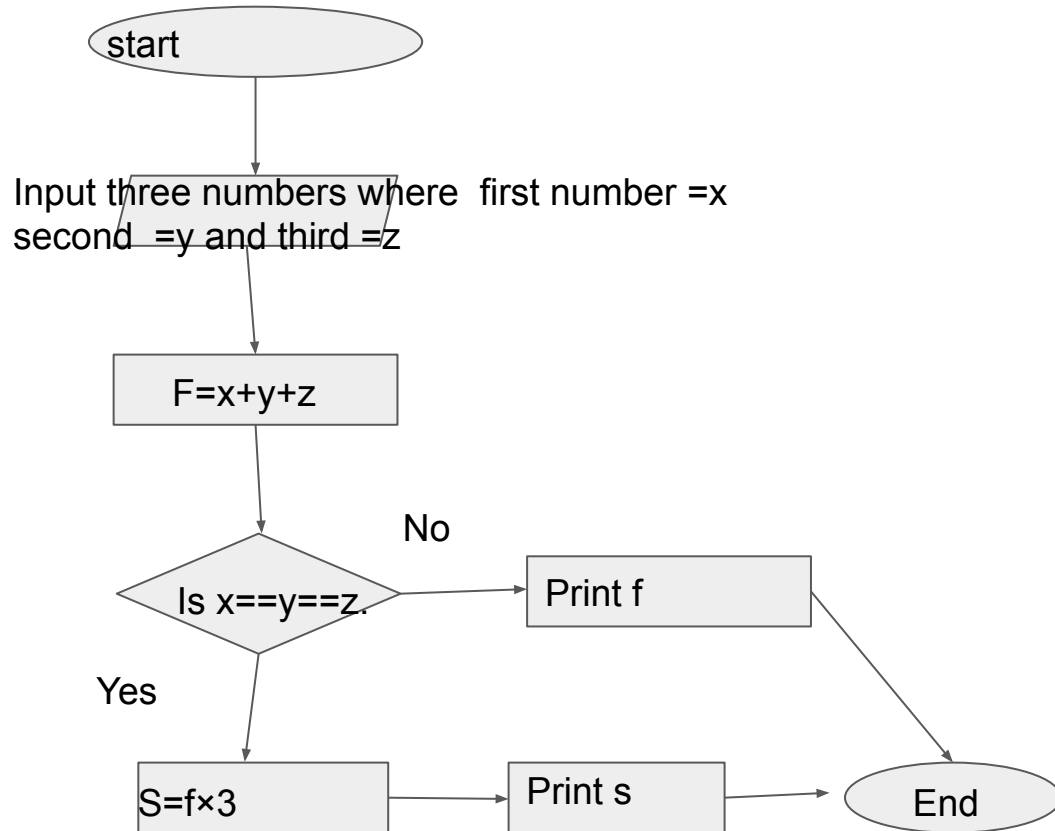 start
Input three numbers where  first number =x
second  =y and third =z
F=x+y+z
No
Is x==y==z.
Print f
Yes
S=f×3
Print s
End